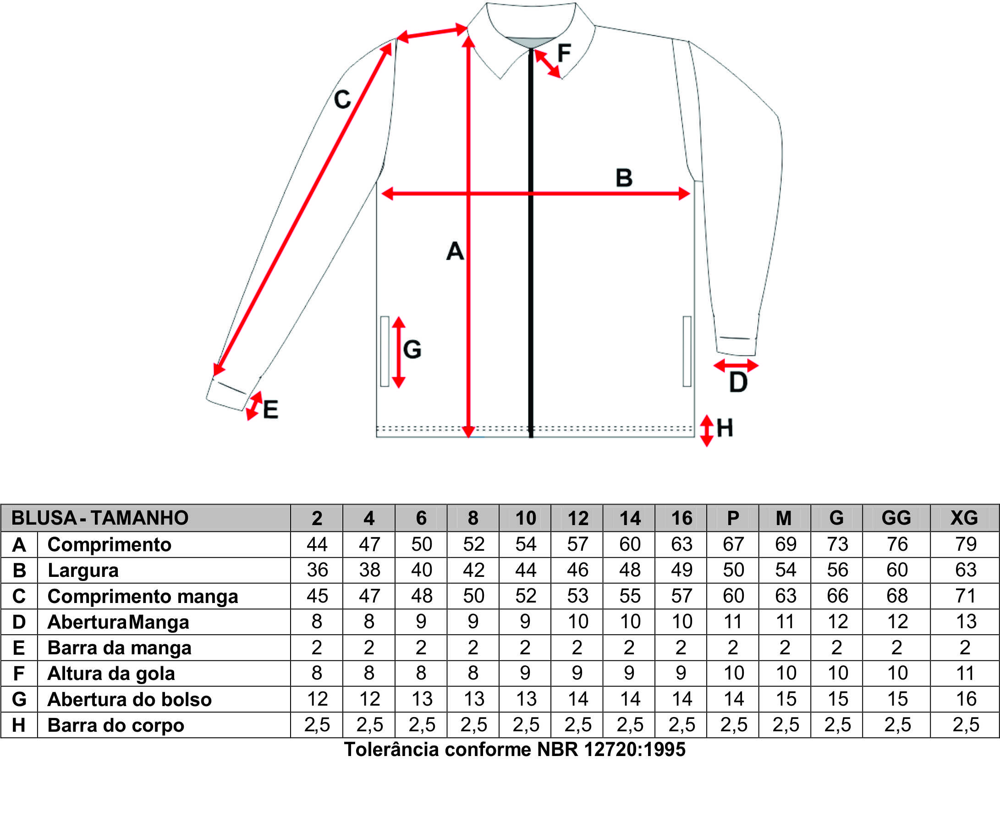 F
C
B
A
G
D
E
H
BLUSA - TAMANHO 2 4 6 8 10 12 14 16 P M G GG XG
A Comprimento 44 47 50 52 54 57 60 63 67 69 73 76 79
B Largura 36 38 40 42 44 46 48 49 50 54 56 60 63
C Comprimento manga 45 47 48 50 52 53 55 57 60 63 66 68 71
D AberturaManga 8 8 9 9 9 10 10 10 11 11 12 12 13
E Barra da manga 2 2 2 2 2 2 2 2 2 2 2 2 2
F Altura da gola 8 8 8 8 9 9 9 9 10 10 10 10 11
G Abertura do bolso 12 12 13 13 13 14 14 14 14 15 15 15 16
H Barra do corpo 2,5 2,5 2,5 2,5 2,5 2,5 2,5 2,5 2,5 2,5 2,5 2,5 2,5
Tolerância conforme NBR 12720:1995